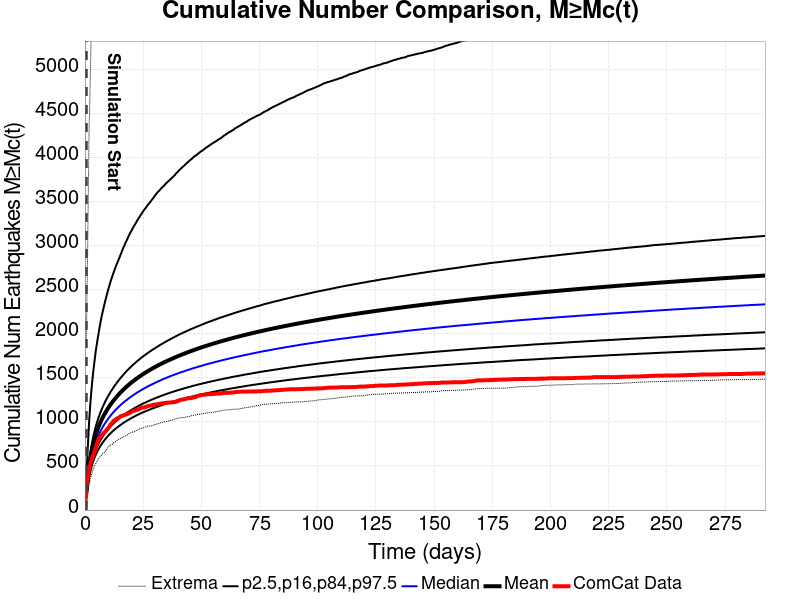 Cumulative Number Comparison, M≥Mc(t)
Cumulative Num Earthquakes M≥Mc(t)
5000
4500
4000
3500
3000
2500
2000
1500
1000
500
0
Simulation Start
0 25 50 75 100 125 150 175 200 225 250 275
Time (days)
Extrema p2.5,p16,p84,p97.5 Median Mean ComCat Data